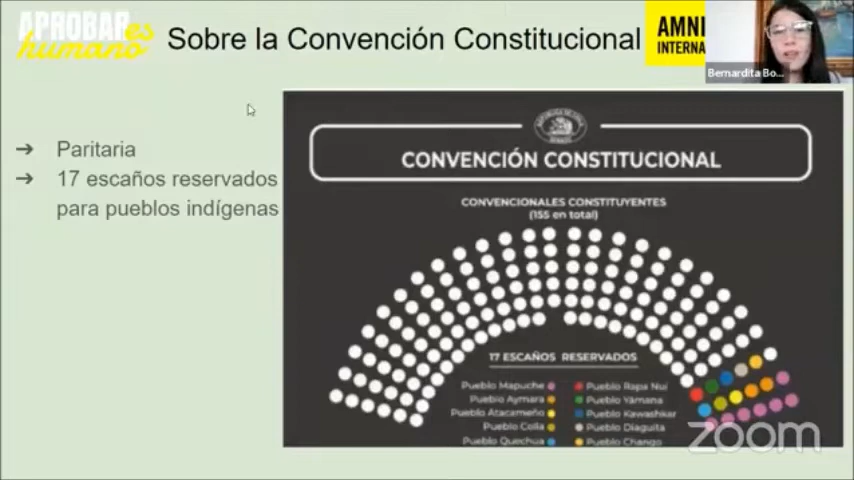 APROBAR es
humano
Sobre la Convención Constitucional
AMNI
INTERNA
Bernardita Bo...
➔ Paritaria
➔ 17 escaños reservados
para pueblos indígenas
CONVENCIÓN CONSTITUCIONAL
CONVENCIONALES CONSTITUYENTES
(155 en total)
17 ESCAÑOS RESERVADOS
Pueblo Mapuche
Pueblo Rapa Nui
Pueblo Aymara
Pueblo Yámana
Pueblo Atacameño
Pueblo Kawashkar
Pueblo Colla
Pueblo Diaguita
Pueblo Quechua
Pueblo Chango
zoom